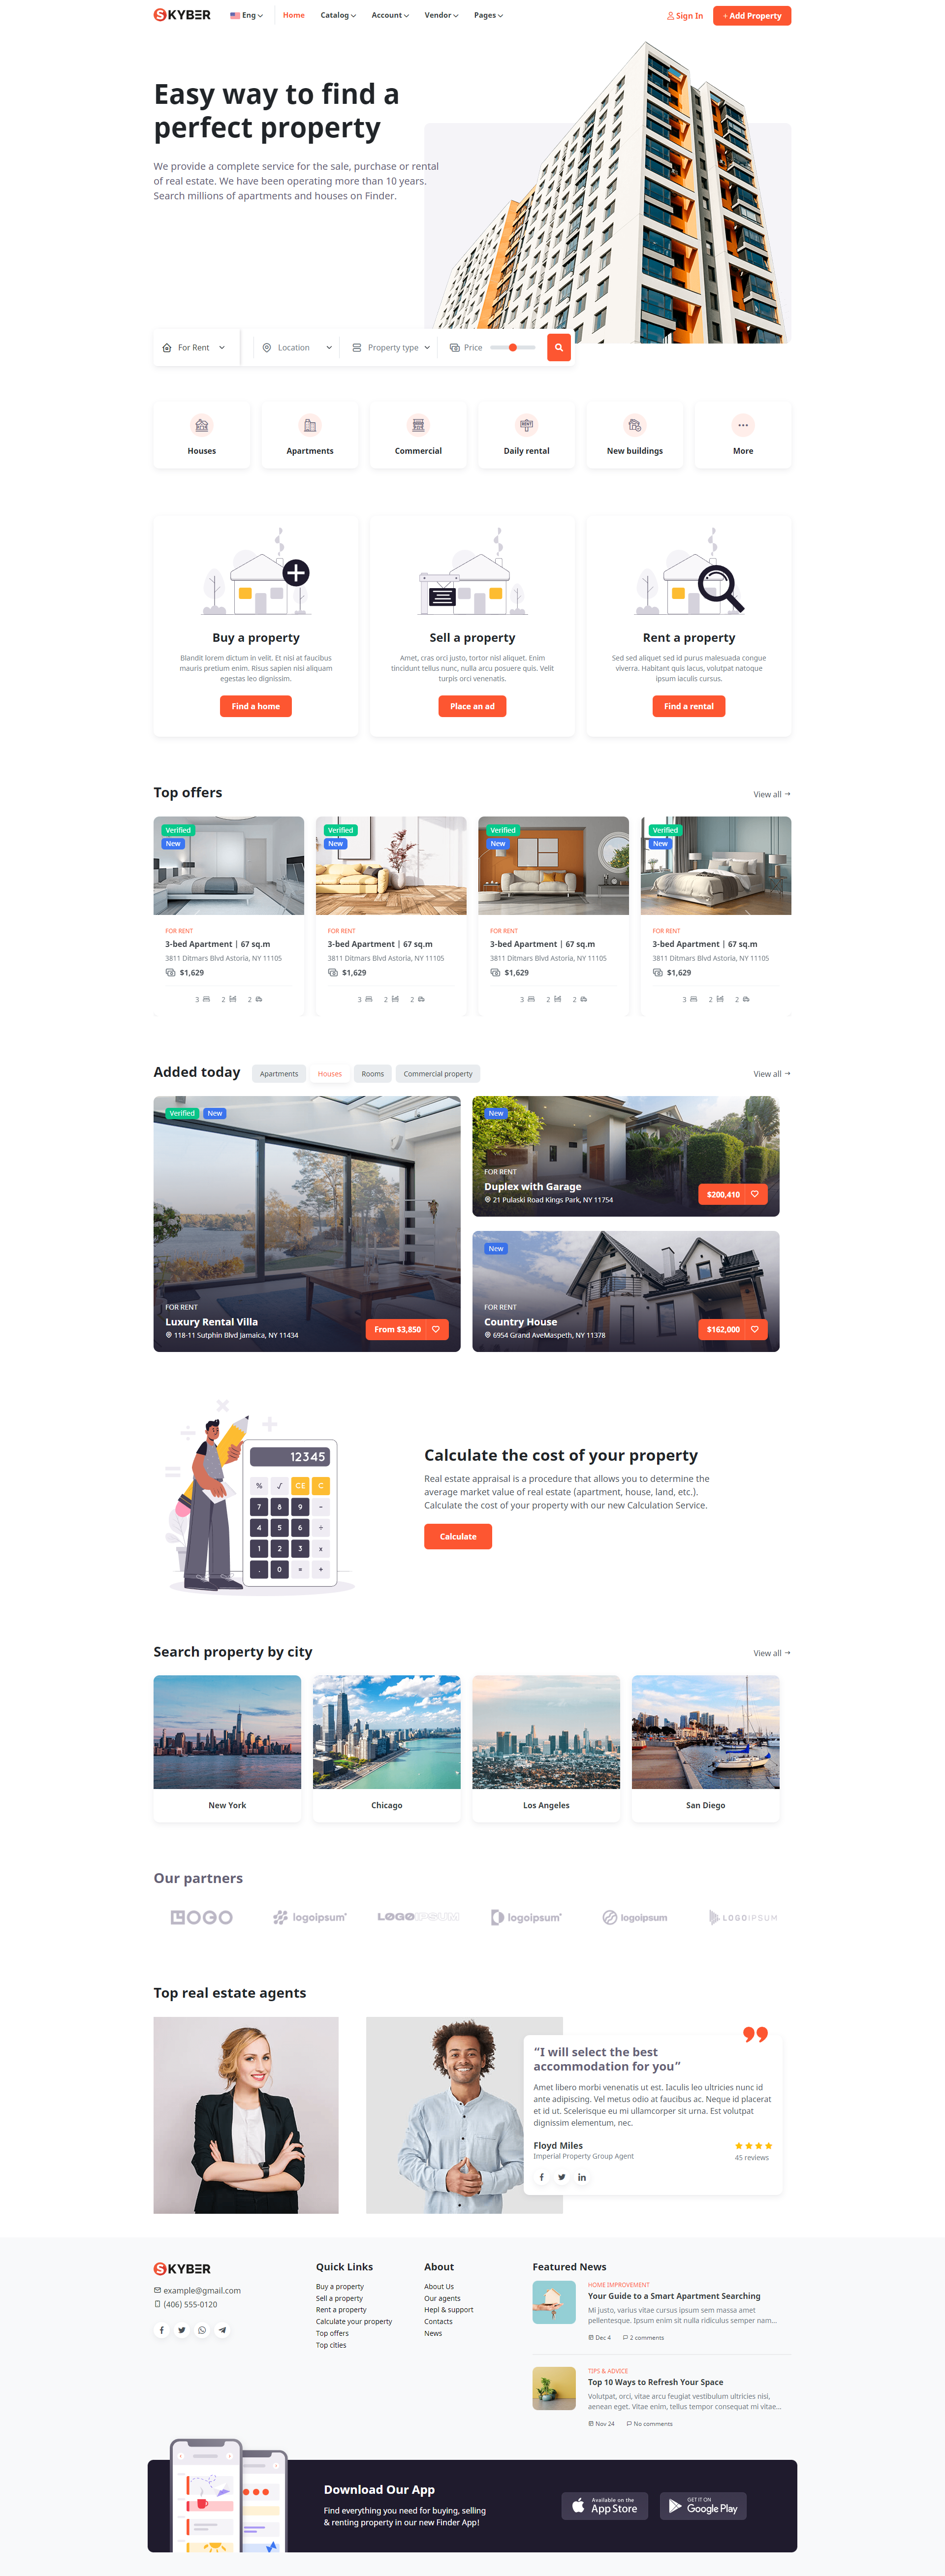 SKYBER
Eng
Home
Catalog
Account
Vendor
Pages
Sign In
+ Add Property
Easy way to find a
perfect property
We provide a complete service for the sale, purchase or rental
of real estate. We have been operating more than 10 years.
Search millions of apartments and houses on Finder.
For Rent
Location
Property type
Price
Houses
Apartments
Commercial
Daily rental
New buildings
More
Buy a property
Blandit lorem dictum in velit. Et nisl at faucibus
mauris pretium enim. Risus sapien nisi aliquam
egestas leo dignissim.
Find a home
Sell a property
Amet, cras orci justo, tortor nisl aliquet. Enim
tincidunt tellus nunc, nulla arcu posuere quis. Velit
turpis orci venenatis.
Place an ad
Rent a property
Sed sed aliquet sed id purus malesuada congue
viverra. Habitant quis lacus, volutpat natoque
ipsum iaculis cursus.
Find a rental
Top offers
View all →
Verified
New
FOR RENT
3-bed Apartment | 67 sq.m
3811 Ditmars Blvd Astoria, NY 11105
$1,629
3 2 2
Verified
New
FOR RENT
3-bed Apartment | 67 sq.m
3811 Ditmars Blvd Astoria, NY 11105
$1,629
3 2 2
Verified
New
FOR RENT
3-bed Apartment | 67 sq.m
3811 Ditmars Blvd Astoria, NY 11105
$1,629
3 2 2
Verified
New
FOR RENT
3-bed Apartment | 67 sq.m
3811 Ditmars Blvd Astoria, NY 11105
$1,629
3 2 2
Added today
Apartments
Houses
Rooms
Commercial property
View all →
Verified
New
FOR RENT
Luxury Rental Villa
118-11 Sutphin Blvd Jamaica, NY 11434
From $3,850
New
FOR RENT
Duplex with Garage
21 Pulaski Road Kings Park, NY 11754
$200,410
New
FOR RENT
Country House
6954 Grand AveMaspeth, NY 11378
$162,000
12345
% √ CE C
7 8 9 -
4 5 6 ÷
1 2 3 x
. 0 = +
Calculate the cost of your property
Real estate appraisal is a procedure that allows you to determine the
average market value of real estate (apartment, house, land, etc.).
Calculate the cost of your property with our new Calculation Service.
Calculate
Search property by city
View all →
New York
Chicago
Los Angeles
San Diego
Our partners
LOGO
logoipsum
LOGOIPSUM
logoipsum
logoipsum
LOGOIPSUM
Top real estate agents
“I will select the best
accommodation for you”
Amet libero morbi venenatis ut est. Iaculis leo ultricies nunc id
ante adipiscing. Vel metus odio at faucibus ac. Neque id placerat
et id ut. Scelerisque eu mi ullamcorper sit urna. Est volutpat
dignissim elementum, nec.
Floyd Miles
Imperial Property Group Agent
45 reviews
SKYBER
example@gmail.com
(406) 555-0120
Quick Links
Buy a property
Sell a property
Rent a property
Calculate your property
Top offers
Top cities
About
About Us
Our agents
Hepl & support
Contacts
News
Featured News
HOME IMPROVEMENT
Your Guide to a Smart Apartment Searching
Mi justo, varius vitae cursus ipsum sem massa amet
pellentesque. Ipsum enim sit nulla ridiculus semper nam...
Dec 4
2 comments
TIPS & ADVICE
Top 10 Ways to Refresh Your Space
Volutpat, orci, vitae arcu feugiat vestibulum ultricies nisi,
aenean eget. Vitae enim, tellus tempor consequat mi vitae...
Nov 24
No comments
Download Our App
Find everything you need for buying, selling
& renting property in our new Finder App!
Available on the
App Store
GET IT ON
Google Play